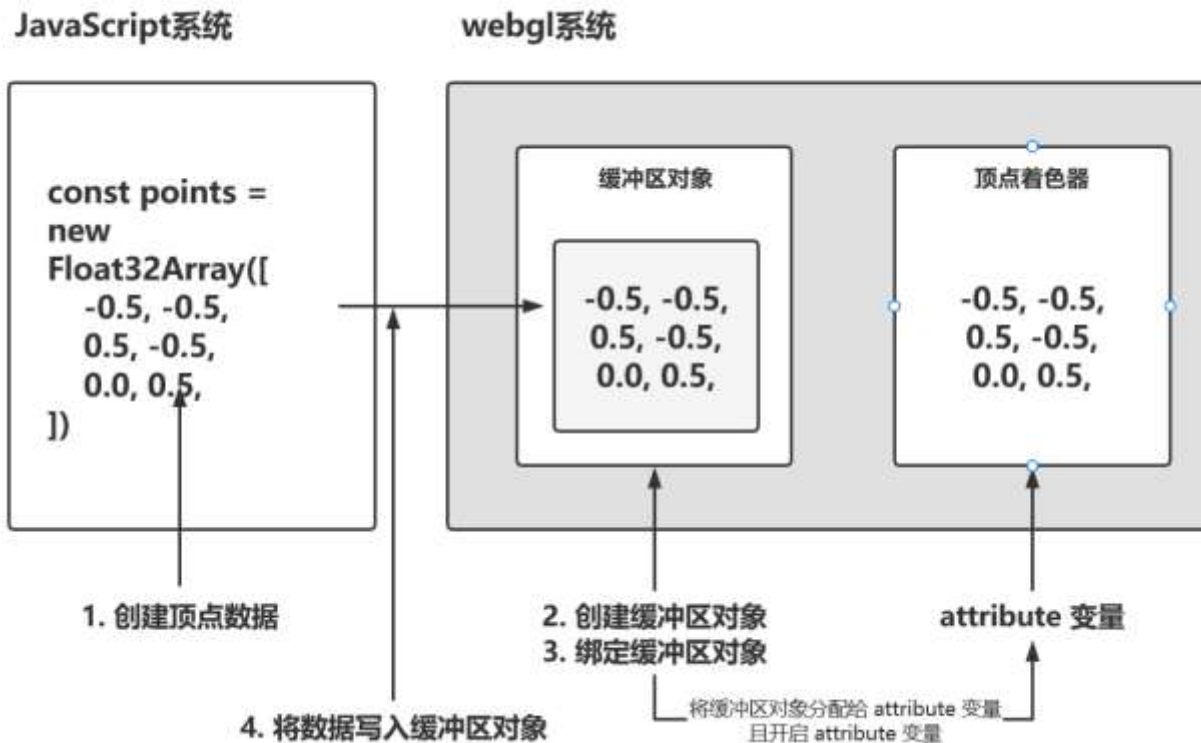 JavaScript系统
webgl系统
const points =
new
Float32Array([
-0.5, -0.5,
0.5, -0.5,
0.0, 0.5,
])
缓冲区对象
-0.5, -0.5,
0.5, -0.5,
0.0, 0.5,
顶点着色器
-0.5, -0.5,
0.5, -0.5,
0.0, 0.5,
1. 创建顶点数据
2. 创建缓冲区对象
3. 绑定缓冲区对象
attribute 变量
4. 将数据写入缓冲区对象
将缓冲区对象分配给 attribute 变量
且开启 attribute 变量